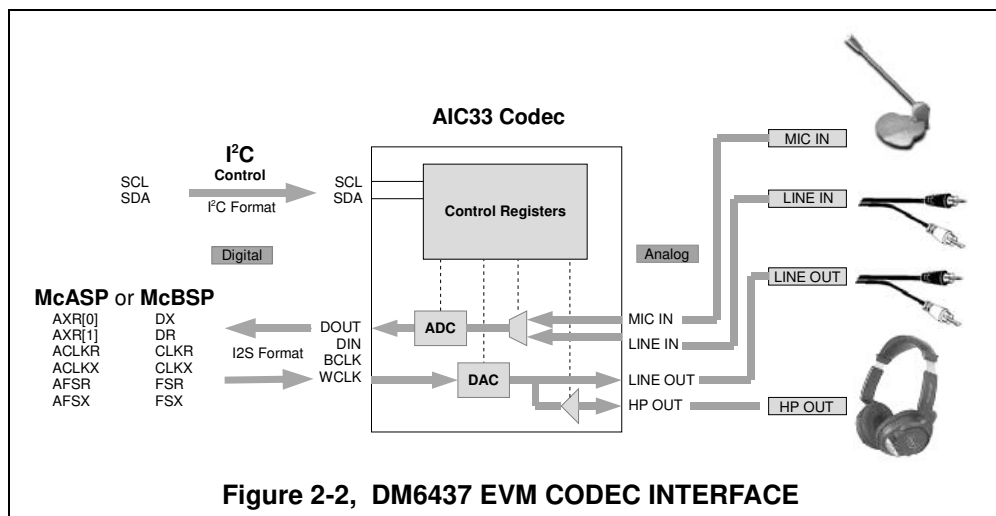 AIC33 Codec
I²C
Control
SCL
SDA
I²C Format
SCL
SDA
Control Registers
Digital
Analog
McASP or McBSP
AXR[0] DX
AXR[1] DR
ACLKR CLKR
ACLKX CLKX
AFSR FSR
AFSX FSX
I2S Format
DOUT
DIN
BCLK
WCLK
ADC
DAC
MIC IN
LINE IN
LINE OUT
HP OUT
MIC IN
LINE IN
LINE OUT
HP OUT
Figure 2-2, DM6437 EVM CODEC INTERFACE